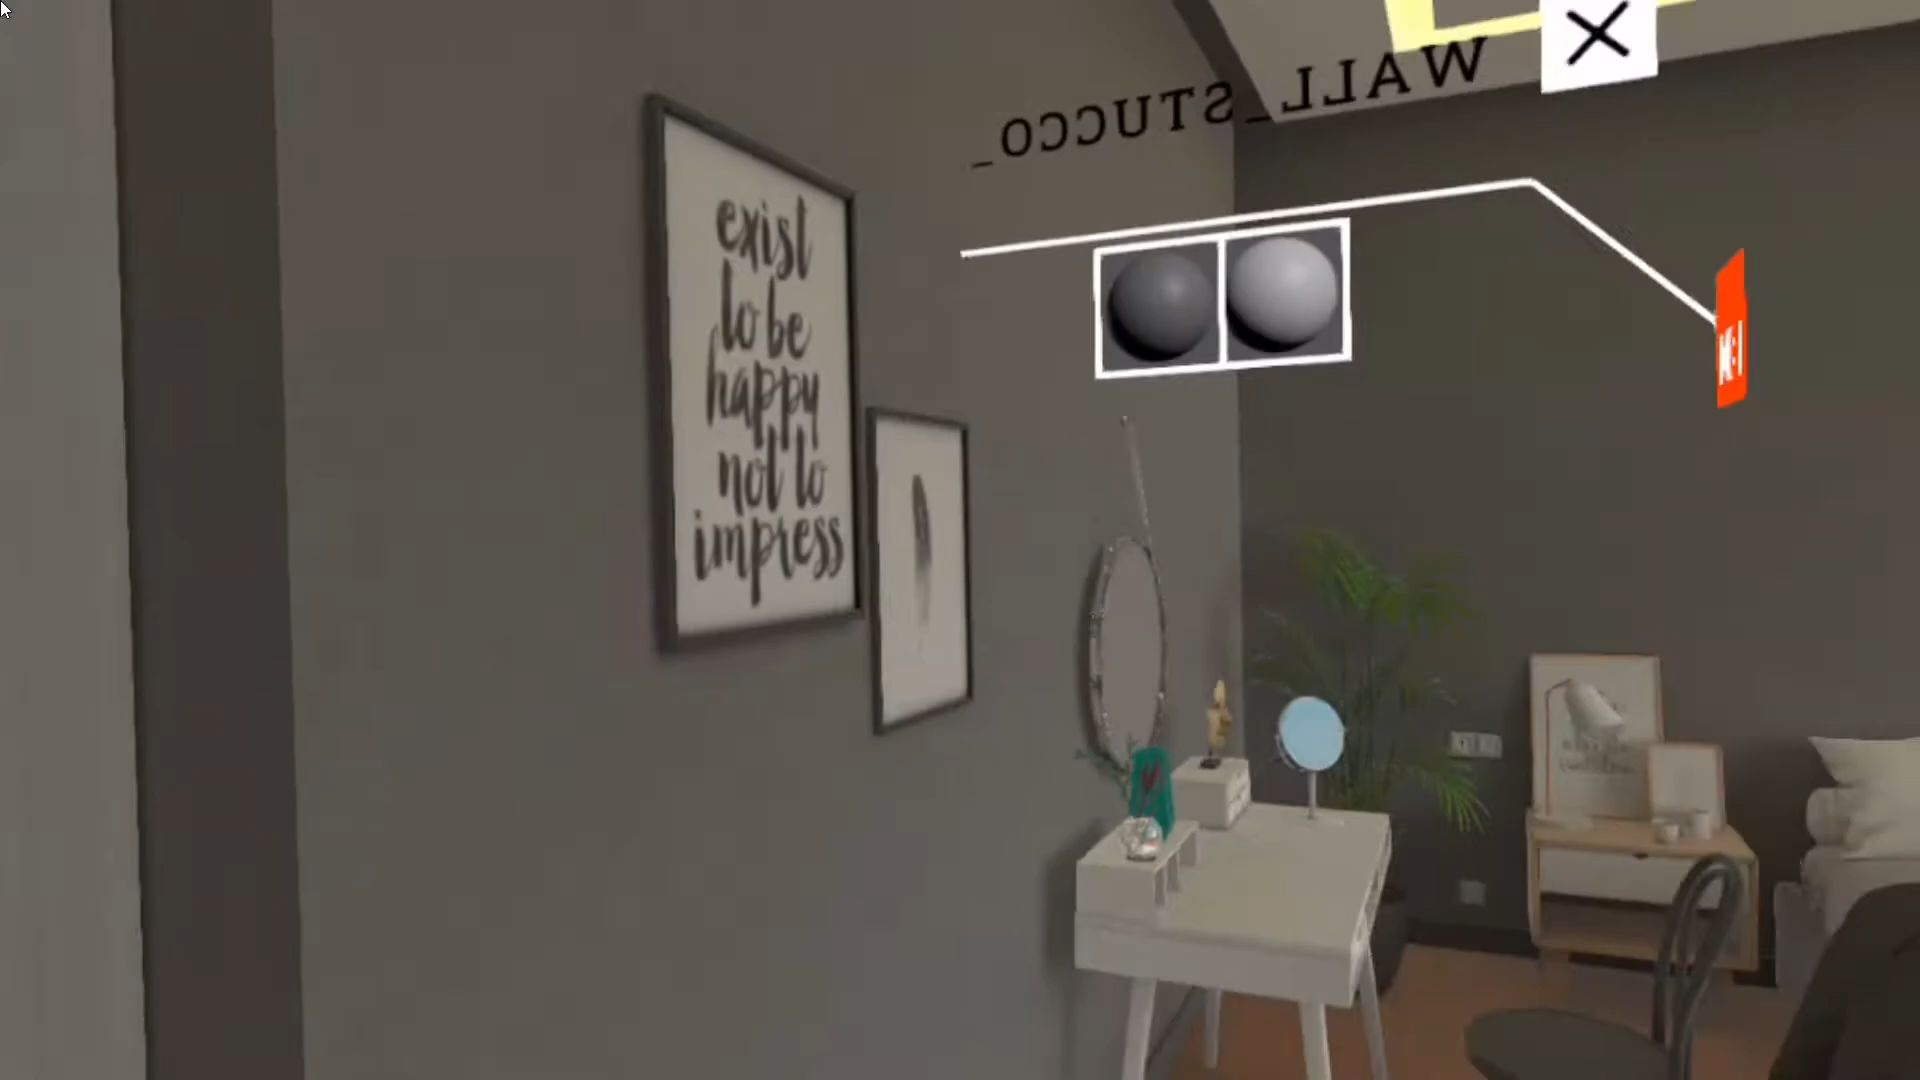 WALL_STUCCO_
exist
to be
happy
not to
impress